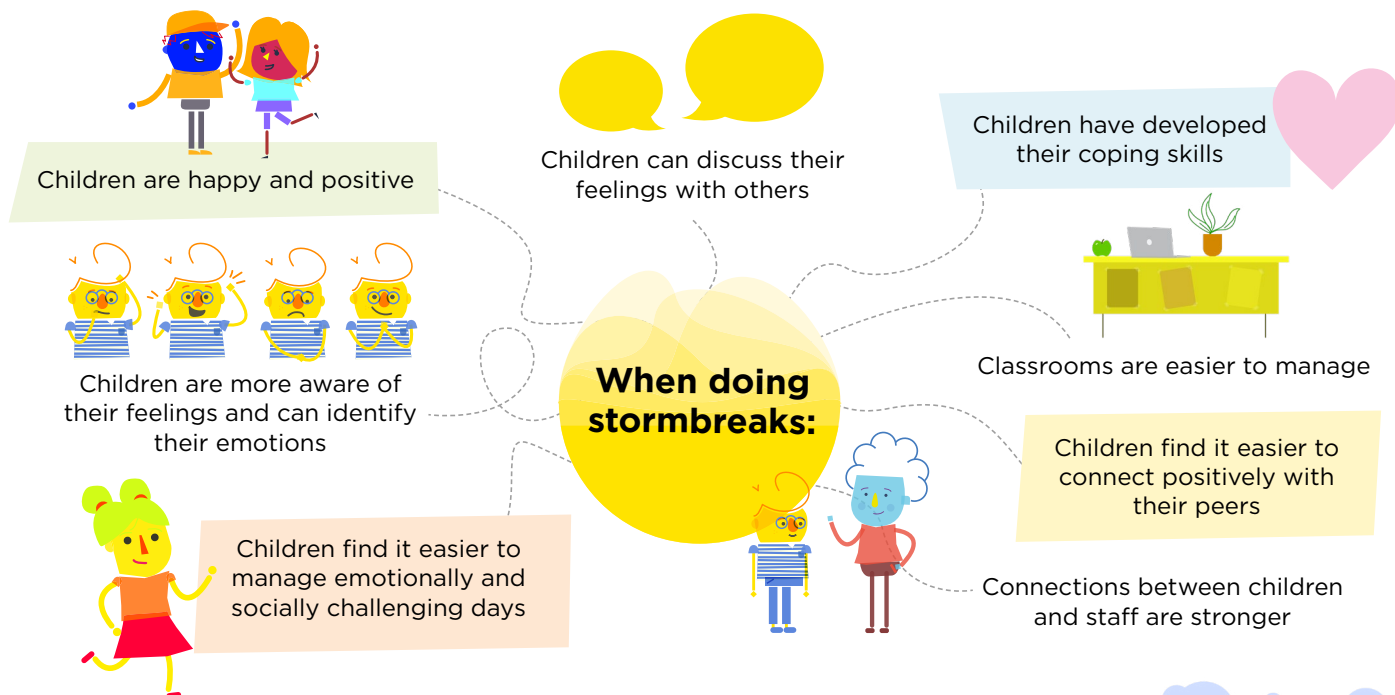 Children are happy and positive
Children can discuss their
feelings with others
Children have developed
their coping skills
Children are more aware of
their feelings and can identify
their emotions
When doing
stormbreaks:
Classrooms are easier to manage
Children find it easier to
connect positively with
their peers
Children find it easier to
manage emotionally and
socially challenging days
Connections between children
and staff are stronger